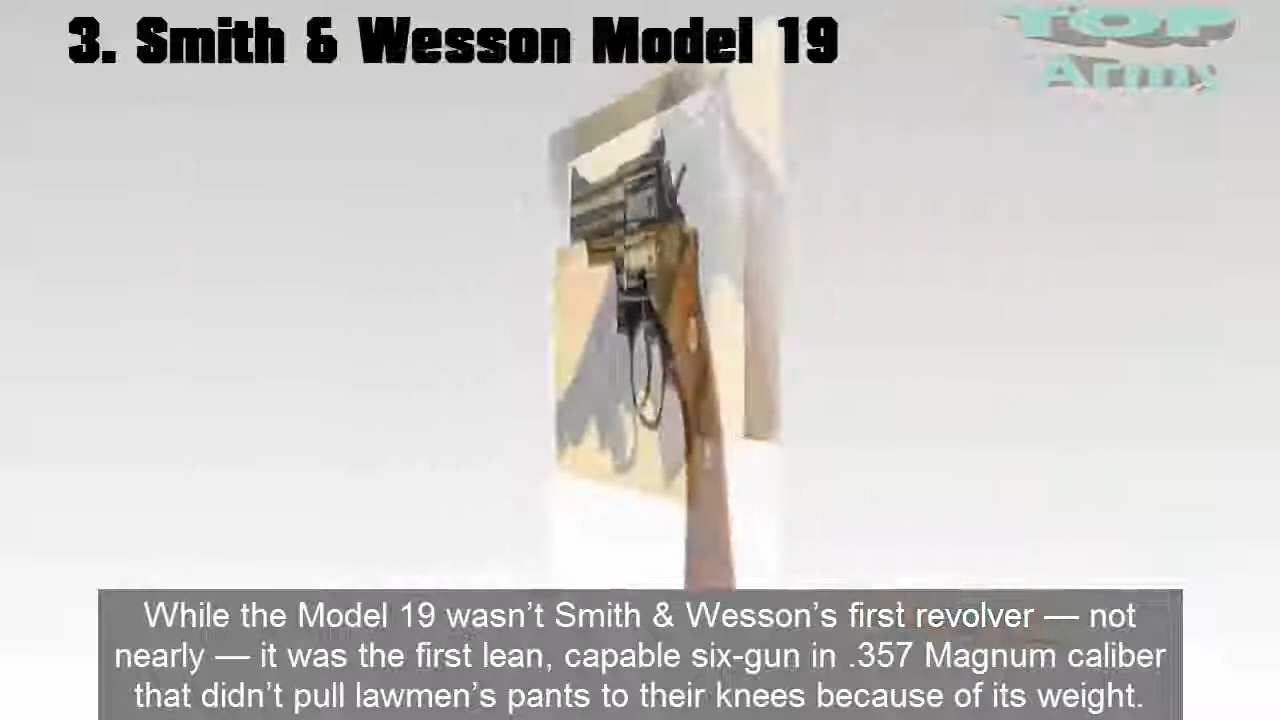 3. Smith & Wesson Model 19
TOP
Army
While the Model 19 wasn’t Smith & Wesson’s first revolver — not
nearly — it was the first lean, capable six-gun in .357 Magnum caliber
that didn’t pull lawmen’s pants to their knees because of its weight.